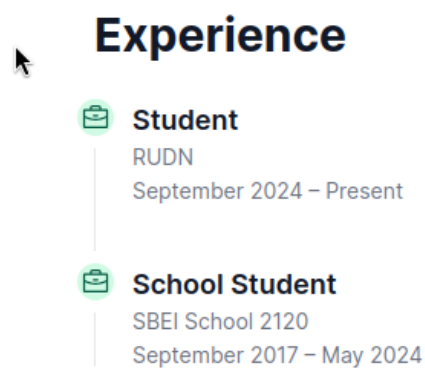 Experience
Student
RUDN
September 2024 – Present
School Student
SBEI School 2120
September 2017 – May 2024